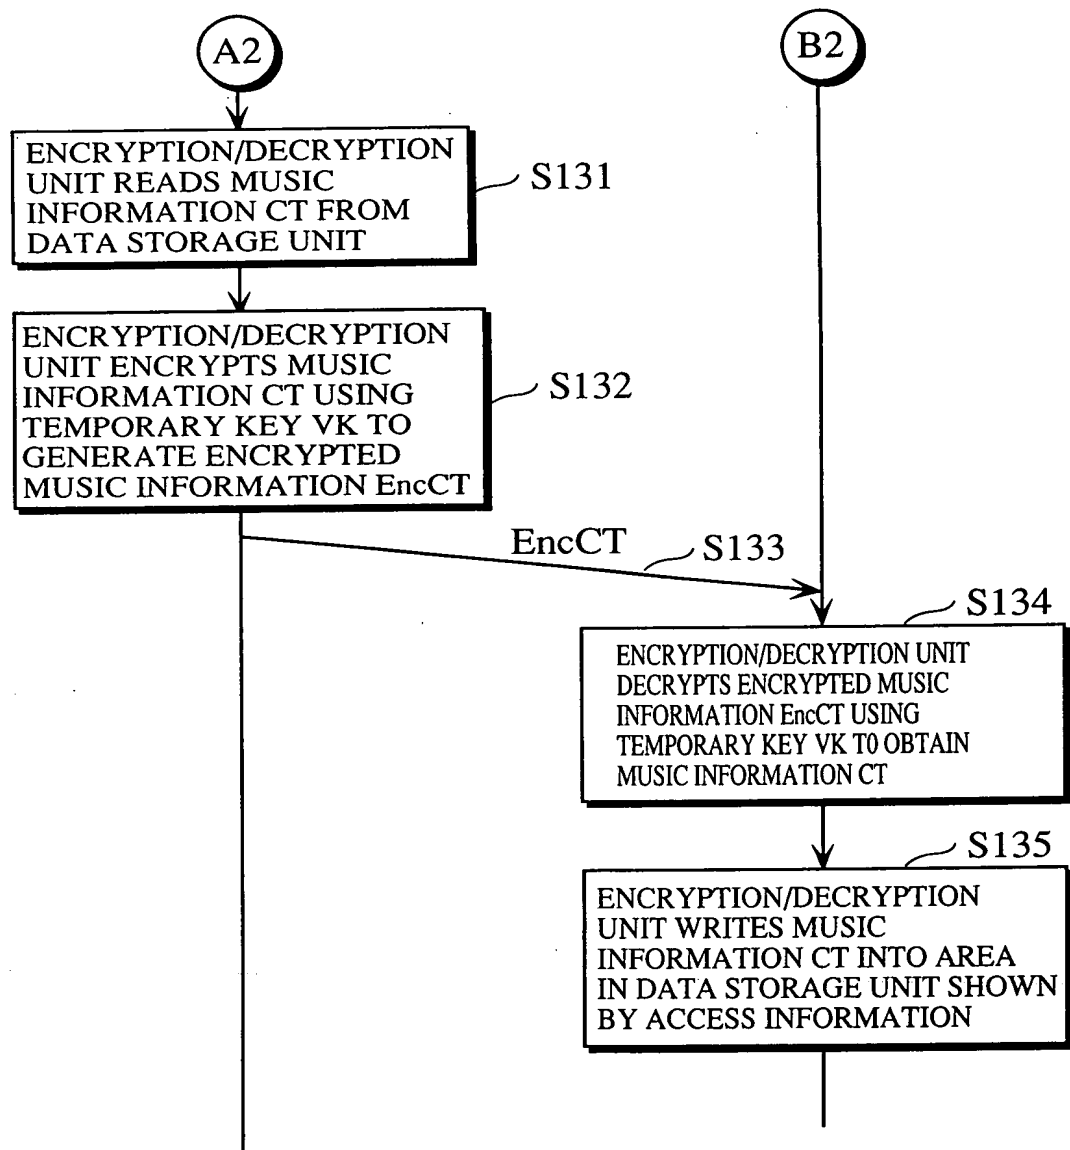 A2
B2
ENCRYPTION/DECRYPTION
UNIT READS MUSIC
INFORMATION CT FROM
DATA STORAGE UNIT
S131
ENCRYPTION/DECRYPTION
UNIT ENCRYPTS MUSIC
INFORMATION CT USING
TEMPORARY KEY VK TO
GENERATE ENCRYPTED
MUSIC INFORMATION EncCT
S132
EncCT
S133
S134
ENCRYPTION/DECRYPTION UNIT
DECRYPTS ENCRYPTED MUSIC
INFORMATION EncCT USING
TEMPORARY KEY VK T0 OBTAIN
MUSIC INFORMATION CT
S135
ENCRYPTION/DECRYPTION
UNIT WRITES MUSIC
INFORMATION CT INTO AREA
IN DATA STORAGE UNIT SHOWN
BY ACCESS INFORMATION